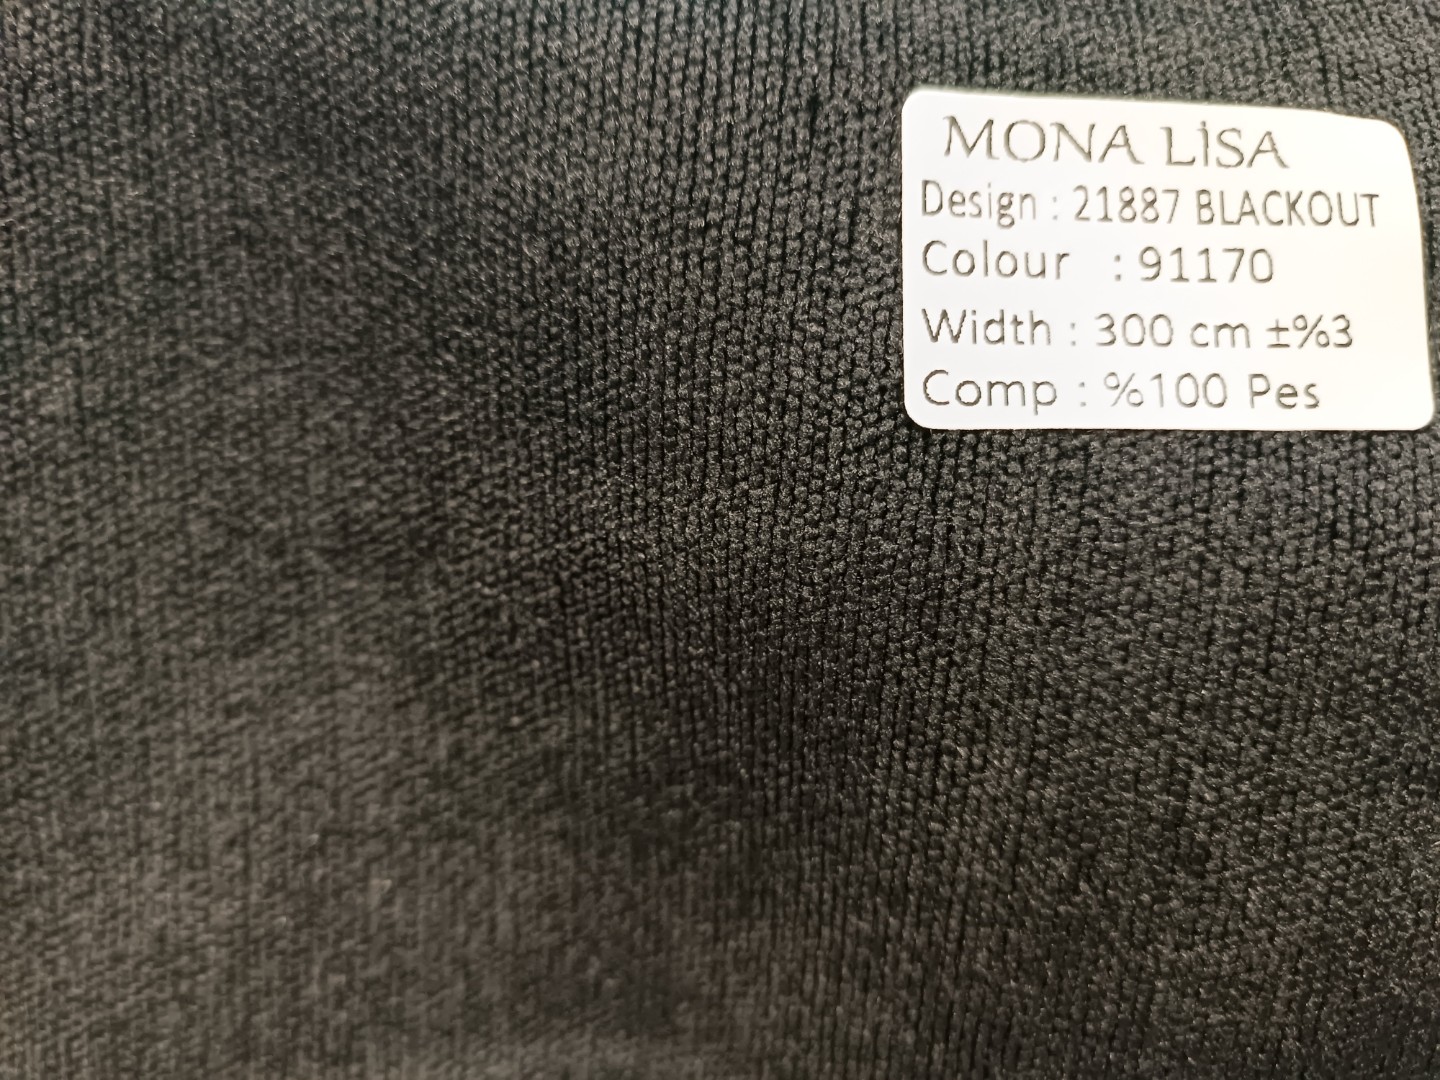 MONA LİSA
Design : 21887 BLACKOUT
Colour : 91170
Width : 300 cm ±%3
Comp : %100 Pes